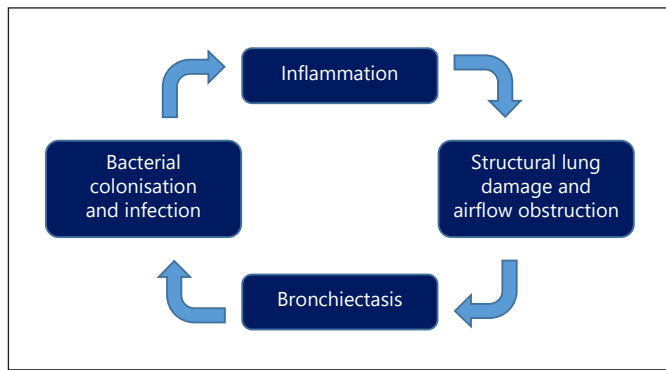 Inflammation
Bacterial
colonisation
and infection
Structural lung
damage and
airflow obstruction
Bronchiectasis